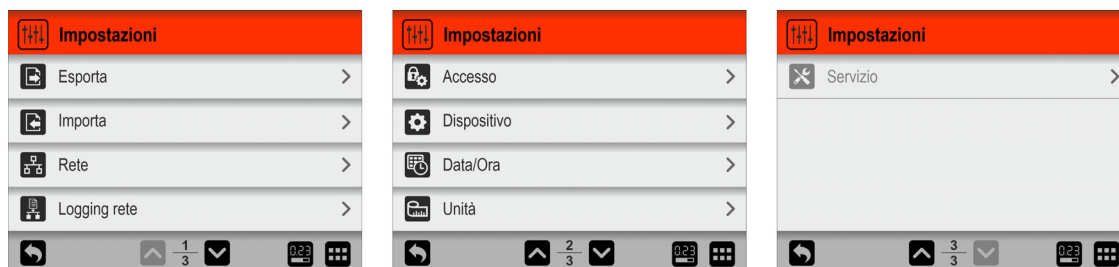 Impostazioni
Esporta
Importa
Rete
Logging rete
1
3
0.23
Impostazioni
Accesso
Dispositivo
Data/Ora
Unità
2
3
0.23
Impostazioni
Servizio
3
3
0.23